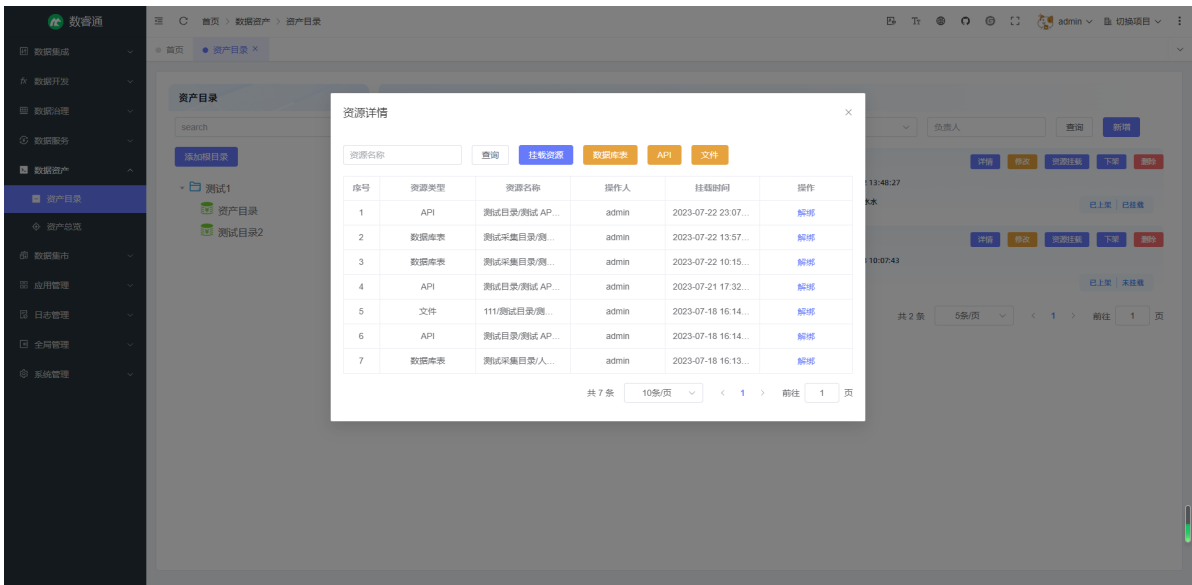 数睿通
首页 > 数据资产 > 资产目录
admin
切换项目
数据集成
首页
资产目录 ×
数据开发
数据治理
数据服务
数据资产
资产目录
资产总览
数据集市
应用管理
日志管理
全局管理
系统管理
资产目录
search
负责人
查询
新增
添加根目录
测试1
资产目录
测试目录2
详情 修改 资源挂载 下架 删除
13:48:27
已上架 已挂载
详情 修改 资源挂载 下架 删除
10:07:43
已上架 未挂载
共 2 条 5条/页 < 1 > 前往 1 页
资源详情 ×
资源名称 查询 挂载资源 数据库表 API 文件
序号 资源类型 资源名称 操作人 挂载时间 操作
1 API 测试目录/测试 AP... admin 2023-07-22 23:07... 解绑
2 数据库表 测试采集目录/测... admin 2023-07-22 13:57... 解绑
3 数据库表 测试采集目录/测... admin 2023-07-22 10:15... 解绑
4 API 测试目录/测试 AP... admin 2023-07-21 17:32... 解绑
5 文件 111/测试目录/测... admin 2023-07-18 16:14... 解绑
6 API 测试目录/测试 AP... admin 2023-07-18 16:14... 解绑
7 数据库表 测试采集目录/人... admin 2023-07-18 16:13... 解绑
共 7 条 10条/页 < 1 > 前往 1 页